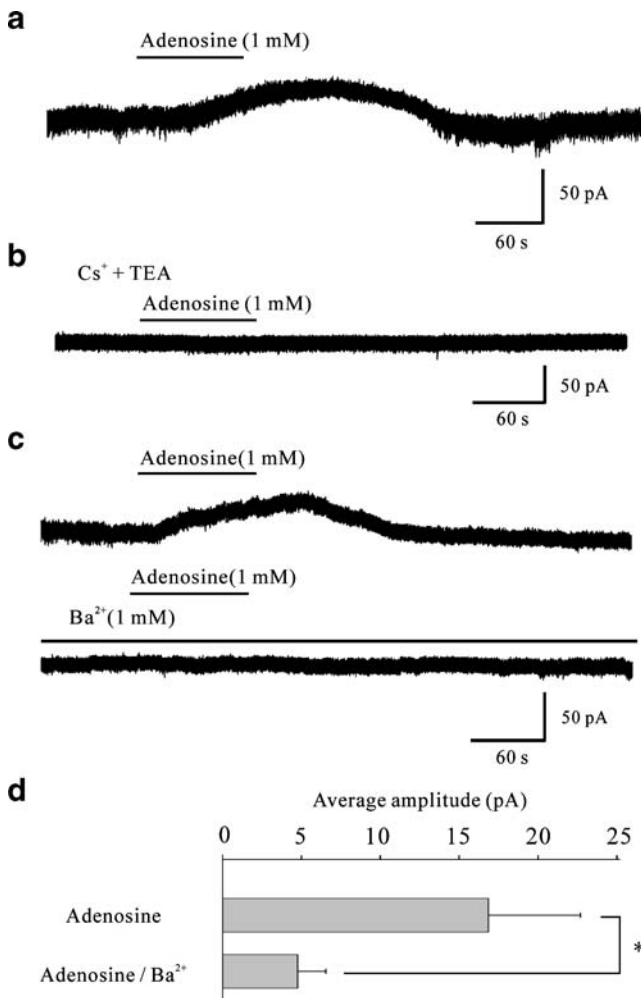 a
Adenosine (1 mM)
50 pA
60 s
b
Cs⁺ + TEA
Adenosine (1 mM)
50 pA
60 s
c
Adenosine(1 mM)
Adenosine(1 mM)
Ba²⁺(1 mM)
50 pA
60 s
d
Average amplitude (pA)
0 5 10 15 20 25
Adenosine
*
Adenosine / Ba²⁺